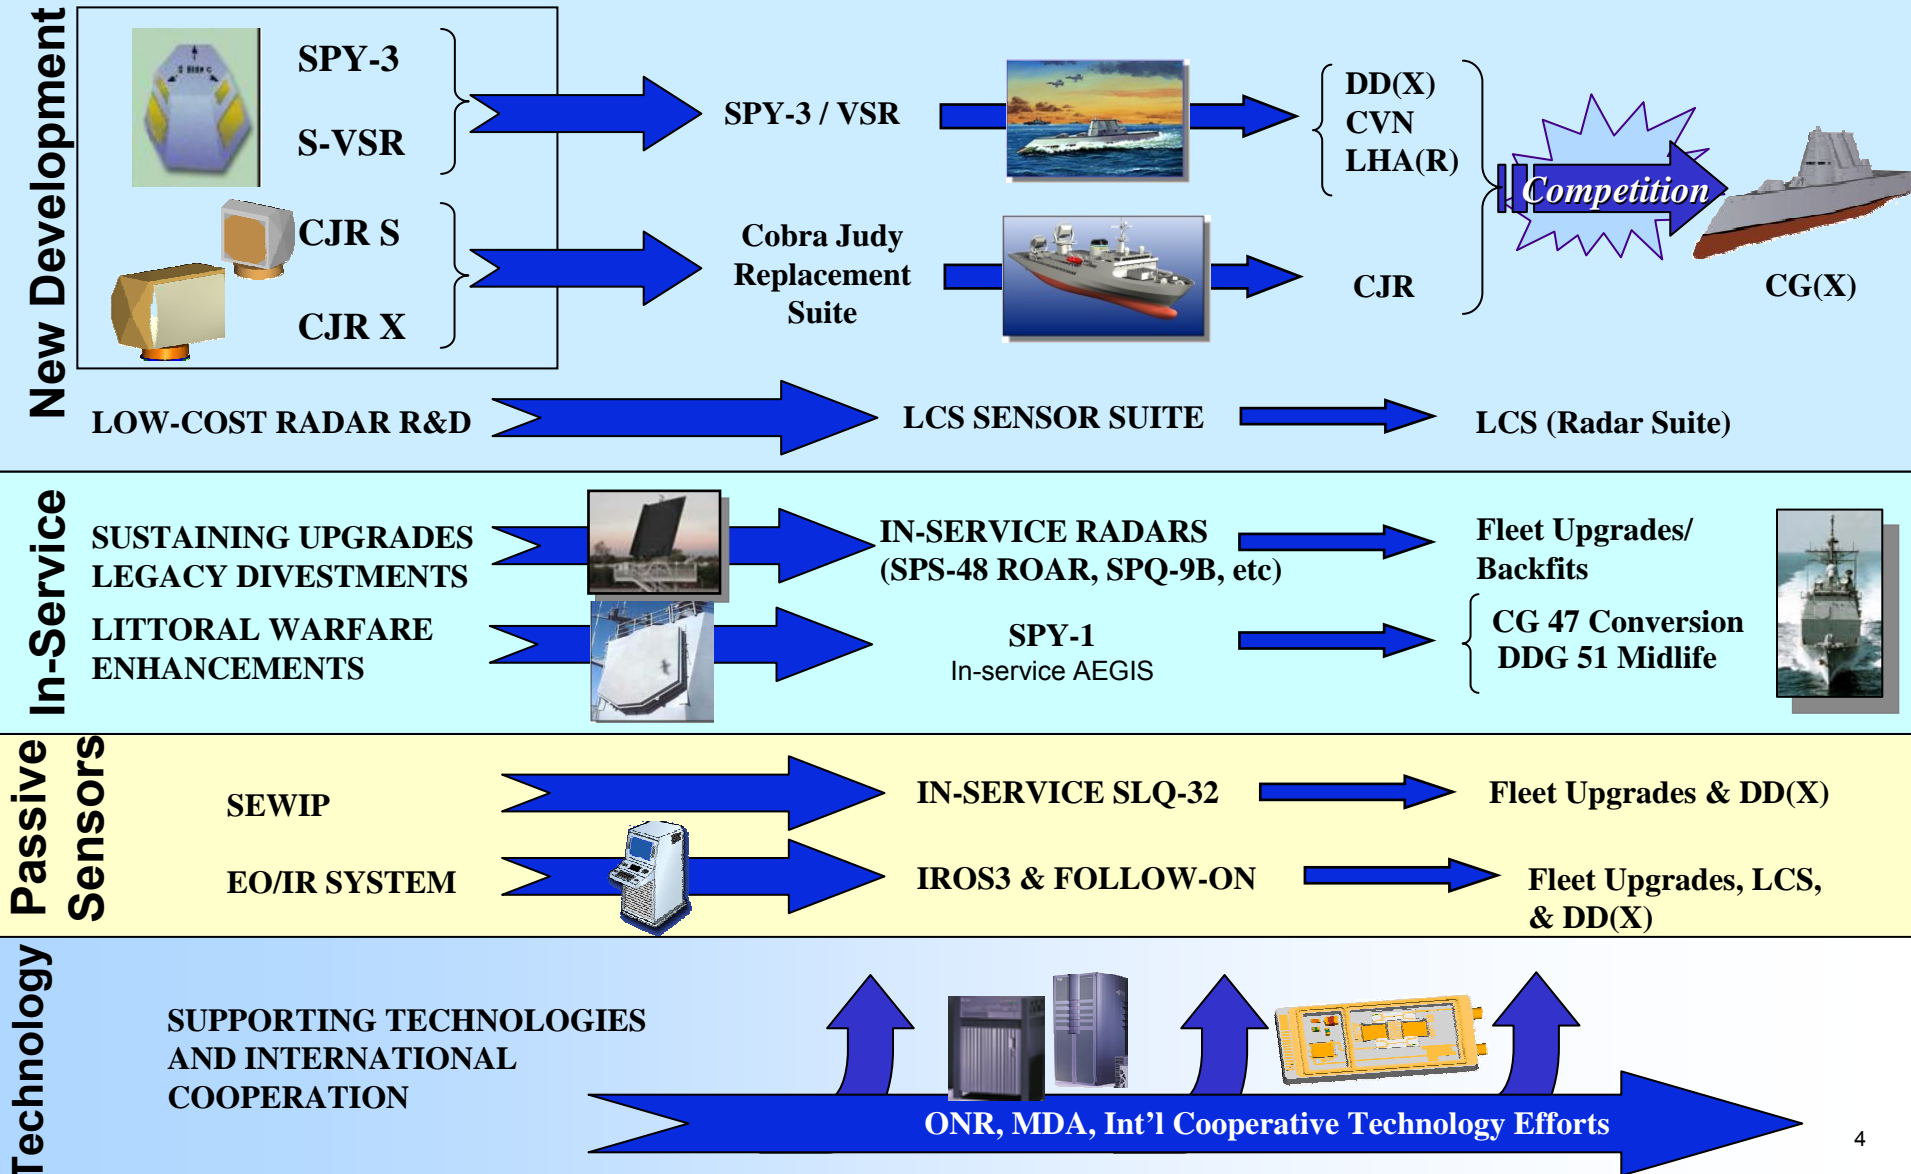 New Development
SPY-3
S-VSR
SPY-3 / VSR
DD(X)
CVN
LHA(R)
Competition
CJR S
CJR X
Cobra Judy
Replacement
Suite
CJR
CG(X)
LOW-COST RADAR R&D
LCS SENSOR SUITE
LCS (Radar Suite)
In-Service
SUSTAINING UPGRADES
LEGACY DIVESTMENTS
IN-SERVICE RADARS
(SPS-48 ROAR, SPQ-9B, etc)
Fleet Upgrades/
Backfits
LITTORAL WARFARE
ENHANCEMENTS
SPY-1
In-service AEGIS
CG 47 Conversion
DDG 51 Midlife
Passive
Sensors
SEWIP
IN-SERVICE SLQ-32
Fleet Upgrades & DD(X)
EO/IR SYSTEM
IROS3 & FOLLOW-ON
Fleet Upgrades, LCS,
& DD(X)
Technology
SUPPORTING TECHNOLOGIES
AND INTERNATIONAL
COOPERATION
ONR, MDA, Int’l Cooperative Technology Efforts
4